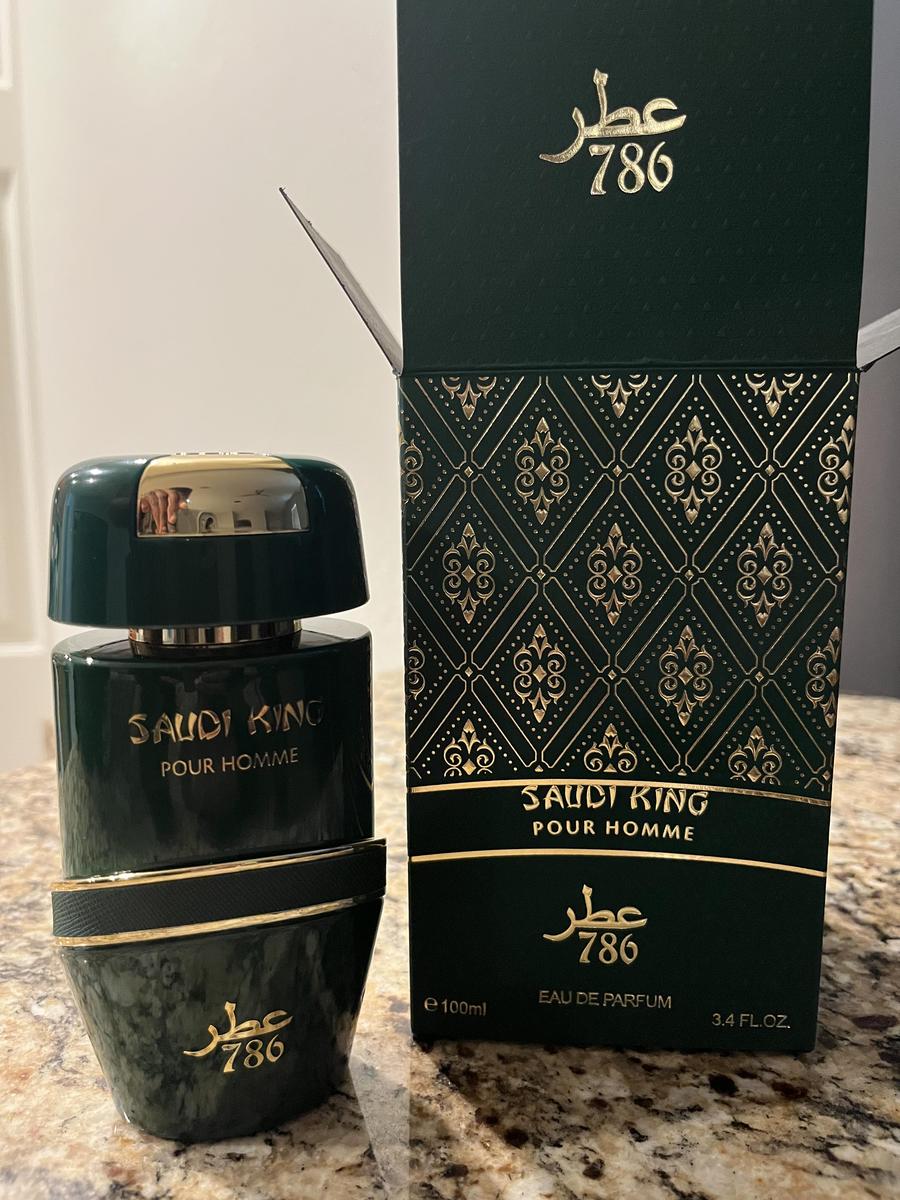 عطر
786
SAUDI KING
POUR HOMME
عطر
786
SAUDI KING
POUR HOMME
عطر
786
EAU DE PARFUM
℮100ml
3.4 FL.OZ.